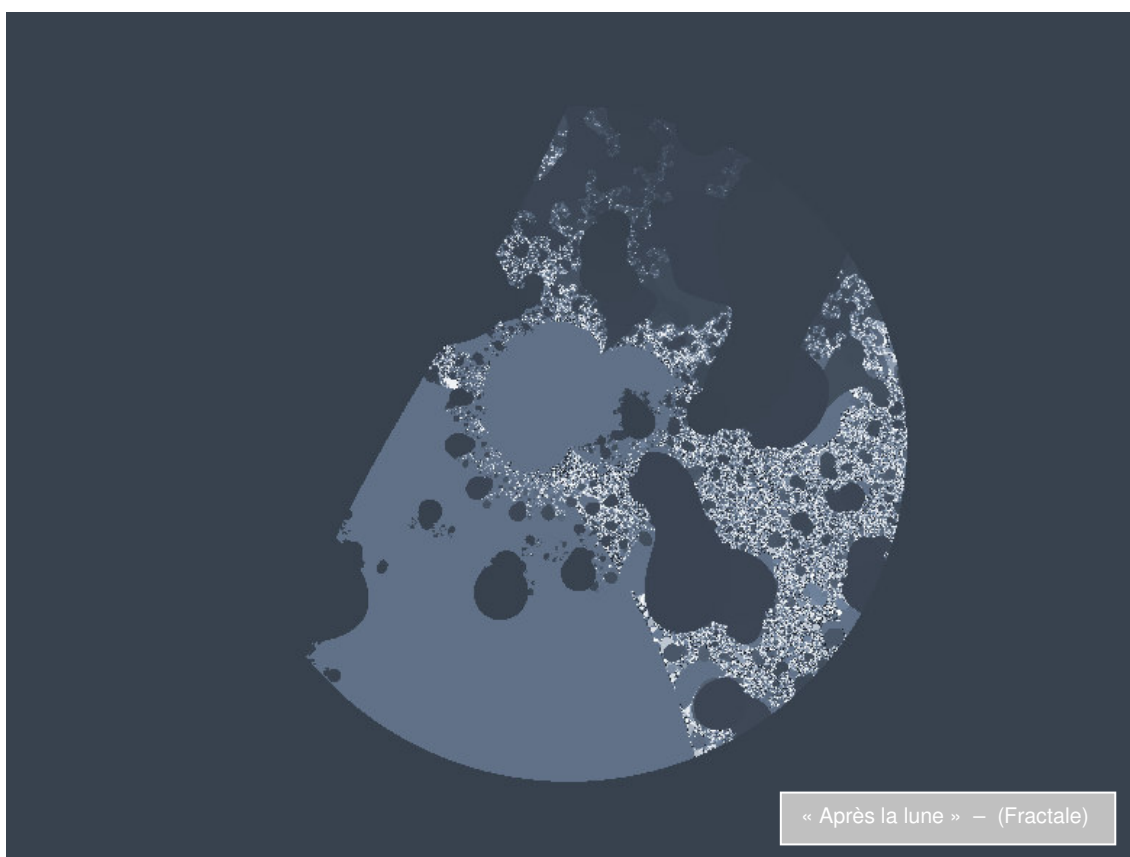 « Après la lune » – (Fractale)